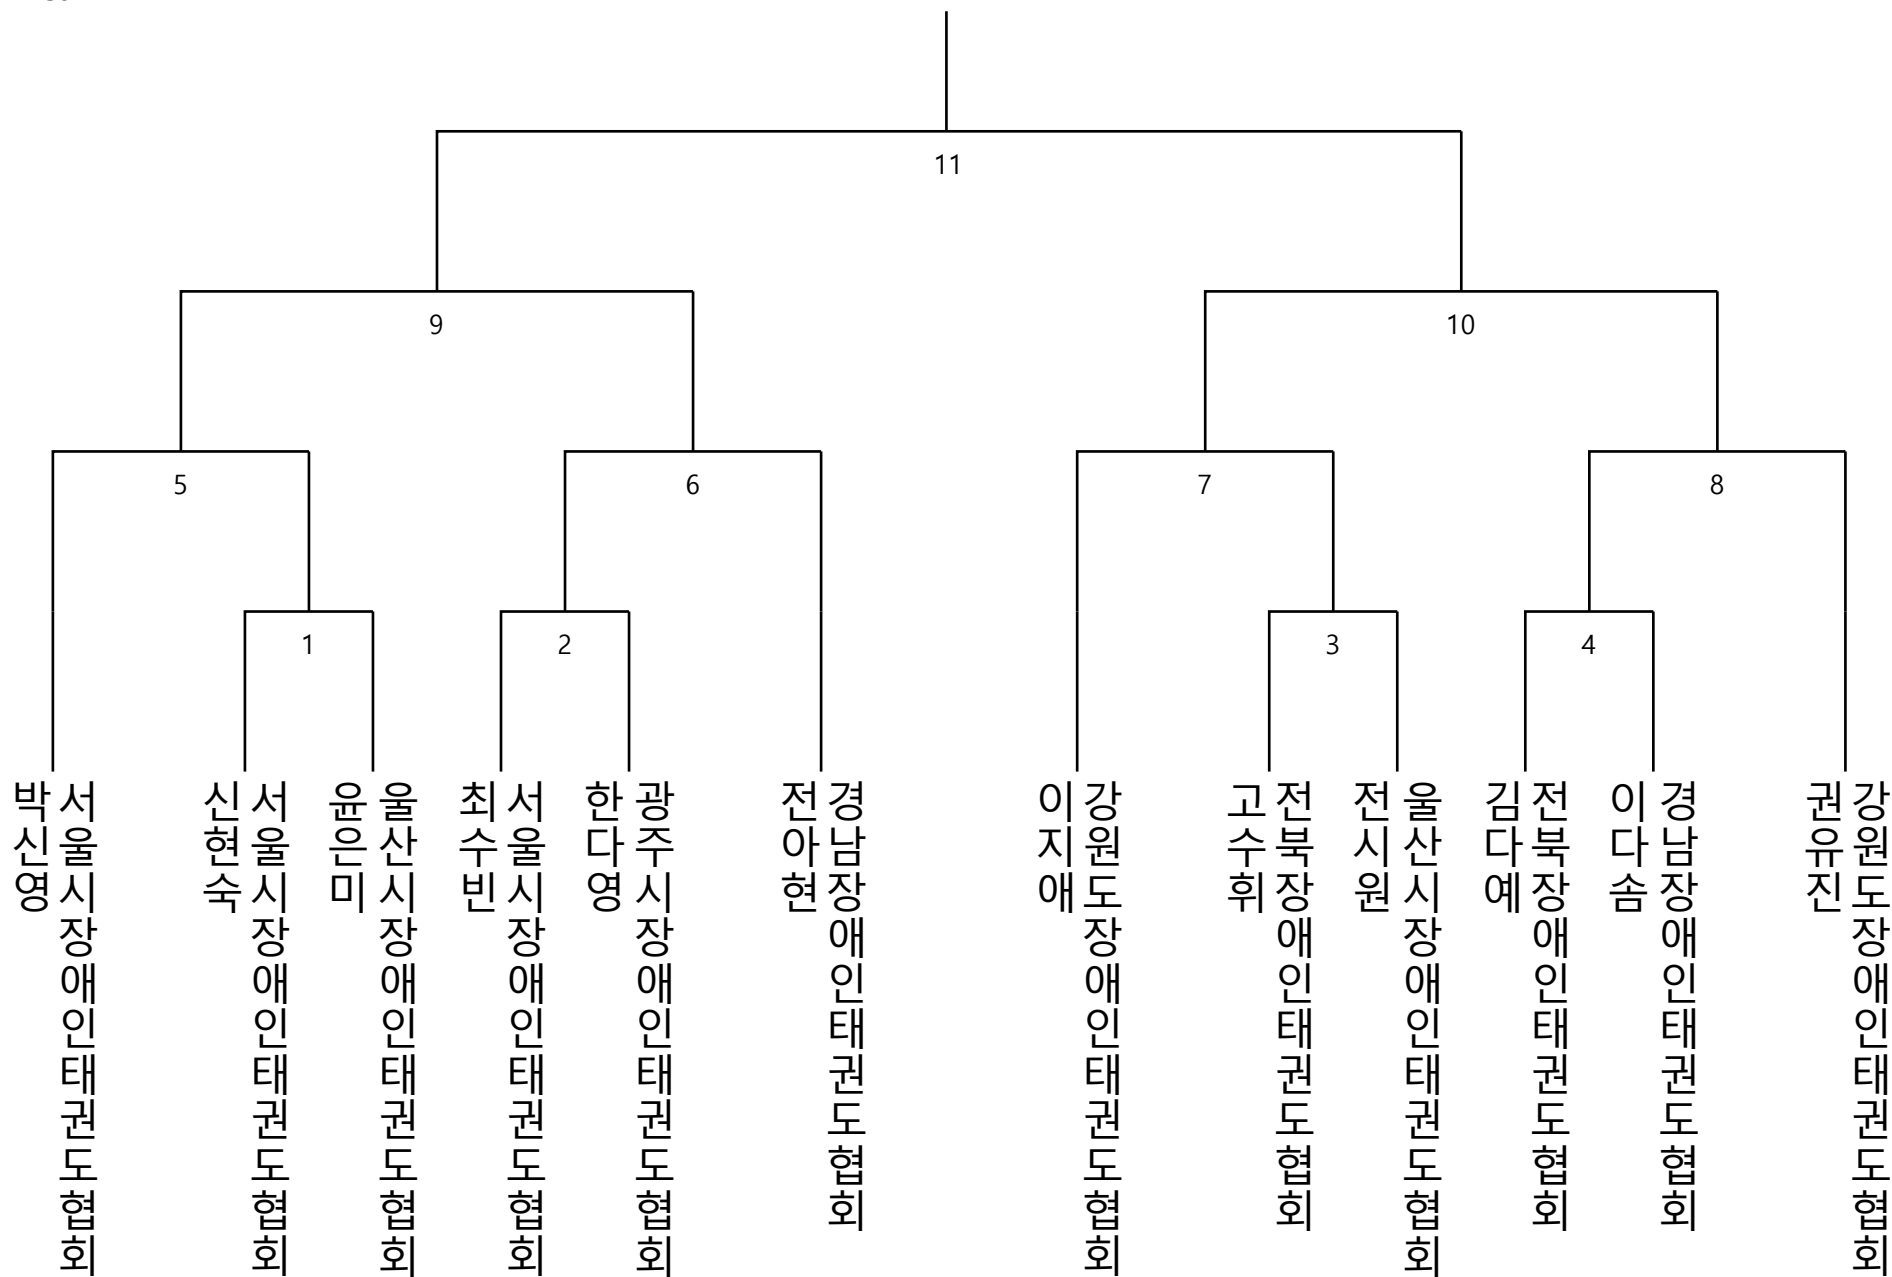 11
9
10
5
6
7
8
1
2
3
4
박신영
서울시장애인태권도협회
신현숙
서울시장애인태권도협회
윤은미
울산시장애인태권도협회
최수빈
서울시장애인태권도협회
한다영
광주시장애인태권도협회
전아현
경남장애인태권도협회
이지애
강원도장애인태권도협회
고수휘
전북장애인태권도협회
전시원
울산시장애인태권도협회
김다예
전북장애인태권도협회
이다솜
경남장애인태권도협회
권유진
강원도장애인태권도협회